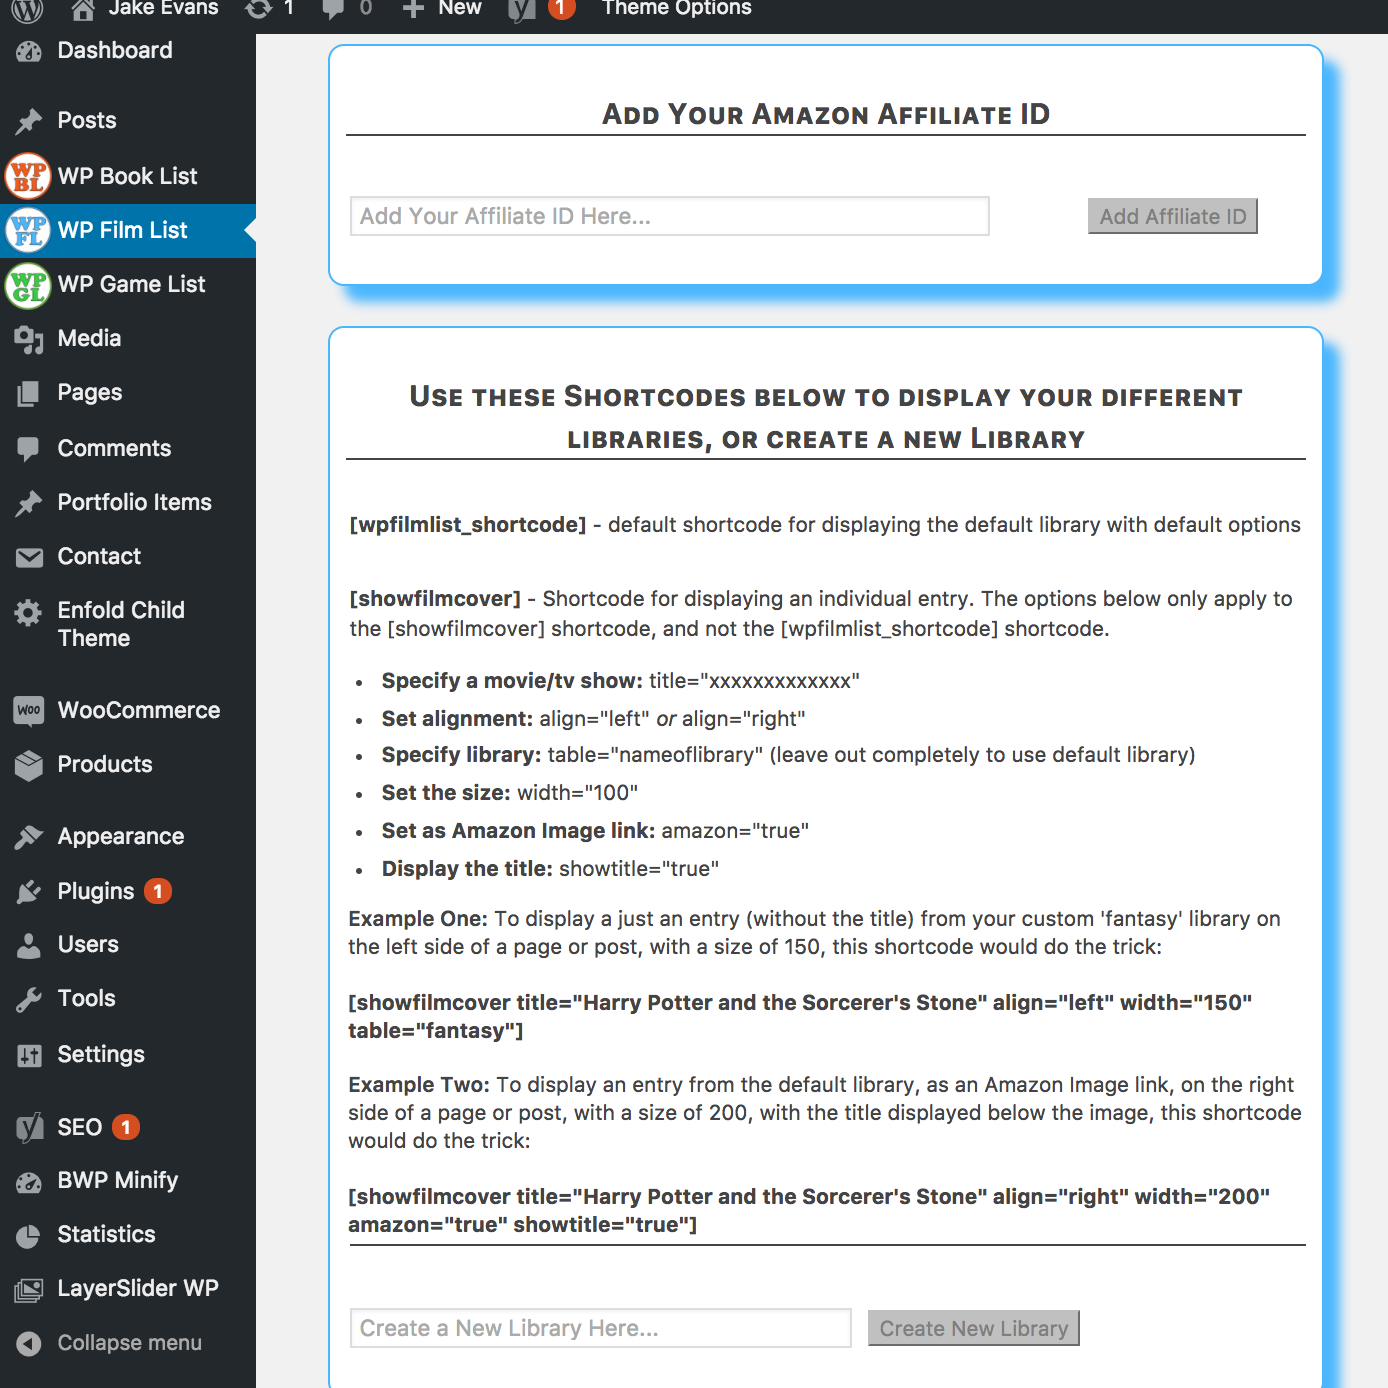 Jake Evans 1 0 New 1 Theme Options
Dashboard
Posts
WP BL WP Book List
WP FL WP Film List
WP GL WP Game List
Media
Pages
Comments
Portfolio Items
Contact
Enfold Child
Theme
WOO WooCommerce
Products
Appearance
Plugins 1
Users
Tools
Settings
SEO 1
BWP Minify
Statistics
LayerSlider WP
Collapse menu
Add Your Amazon Affiliate ID
Add Your Affiliate ID Here... Add Affiliate ID
Use these Shortcodes below to display your different
libraries, or create a new Library
[wpfilmlist_shortcode] - default shortcode for displaying the default library with default options
[showfilmcover] - Shortcode for displaying an individual entry. The options below only apply to
the [showfilmcover] shortcode, and not the [wpfilmlist_shortcode] shortcode.
• Specify a movie/tv show: title="xxxxxxxxxxxxx"
• Set alignment: align="left" or align="right"
• Specify library: table="nameoflibrary" (leave out completely to use default library)
• Set the size: width="100"
• Set as Amazon Image link: amazon="true"
• Display the title: showtitle="true"
Example One: To display a just an entry (without the title) from your custom 'fantasy' library on
the left side of a page or post, with a size of 150, this shortcode would do the trick:
[showfilmcover title="Harry Potter and the Sorcerer's Stone" align="left" width="150"
table="fantasy"]
Example Two: To display an entry from the default library, as an Amazon Image link, on the right
side of a page or post, with a size of 200, with the title displayed below the image, this shortcode
would do the trick:
[showfilmcover title="Harry Potter and the Sorcerer's Stone" align="right" width="200"
amazon="true" showtitle="true"]
Create a New Library Here... Create New Library